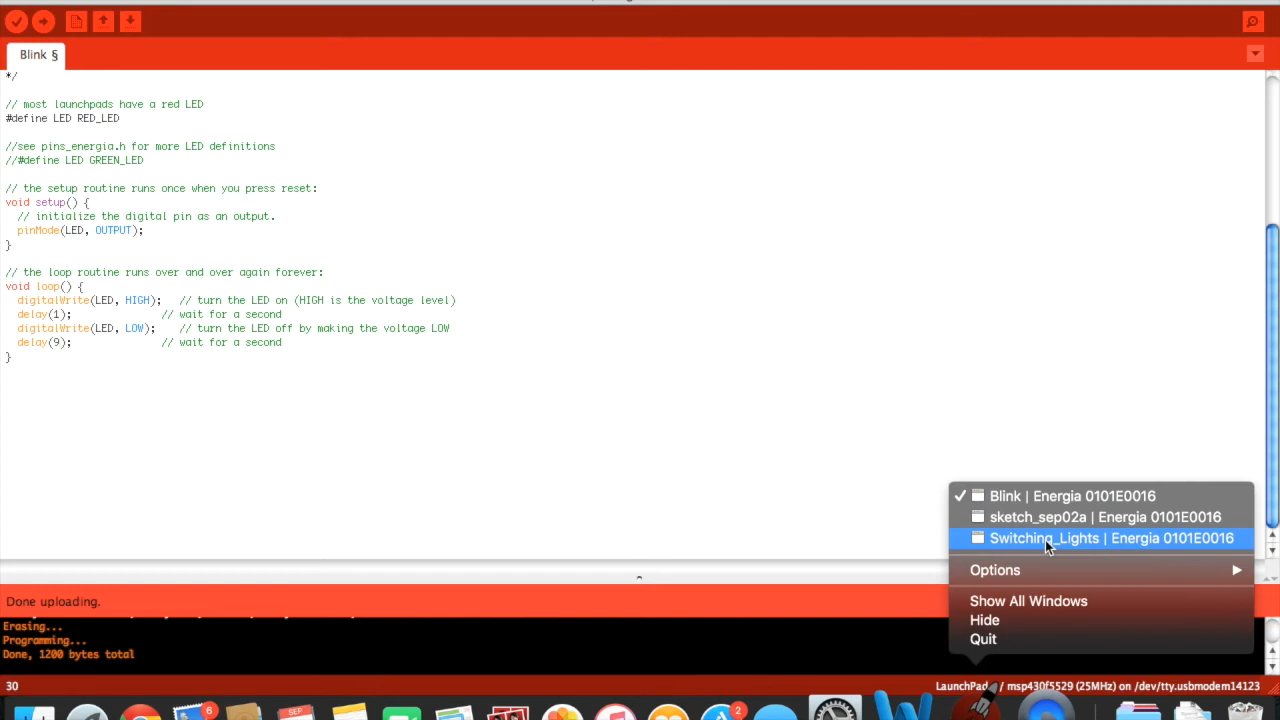 Blink §
*/
// most launchpads have a red LED
#define LED RED_LED
//see pins_energia.h for more LED definitions
//#define LED GREEN_LED
// the setup routine runs once when you press reset:
void setup() {
// initialize the digital pin as an output.
pinMode(LED, OUTPUT);
}
// the loop routine runs over and over again forever:
void loop() {
digitalWrite(LED, HIGH); // turn the LED on (HIGH is the voltage level)
delay(1); // wait for a second
digitalWrite(LED, LOW); // turn the LED off by making the voltage LOW
delay(9); // wait for a second
}
✓ Blink | Energia 0101E0016
sketch_sep02a | Energia 0101E0016
Switching_Lights | Energia 0101E0016
Options
Show All Windows
Hide
Quit
Done uploading.
Erasing...
Programming...
Done, 1200 bytes total
30
LaunchPad / msp430f5529 (25MHz) on /dev/tty.usbmodem14123
6
SEP
2